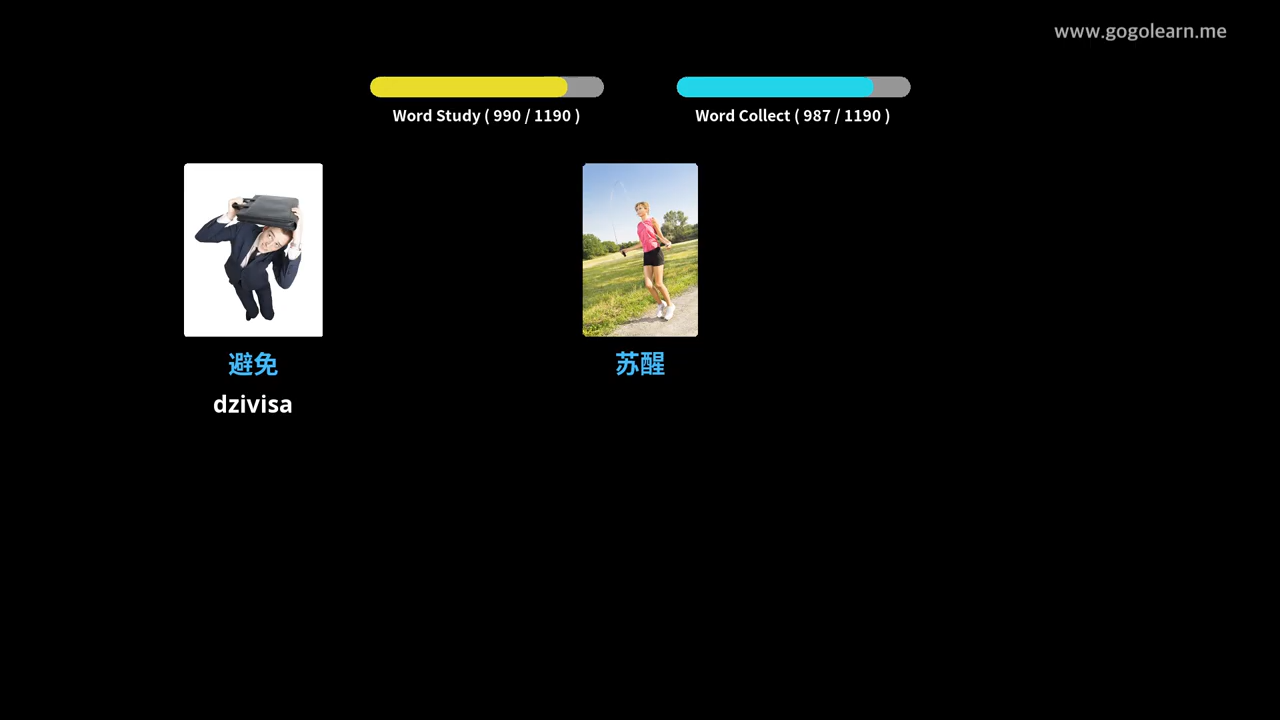 www.gogolearn.me
Word Study ( 990 / 1190 )
Word Collect ( 987 / 1190 )
避免
dzivisa
苏醒